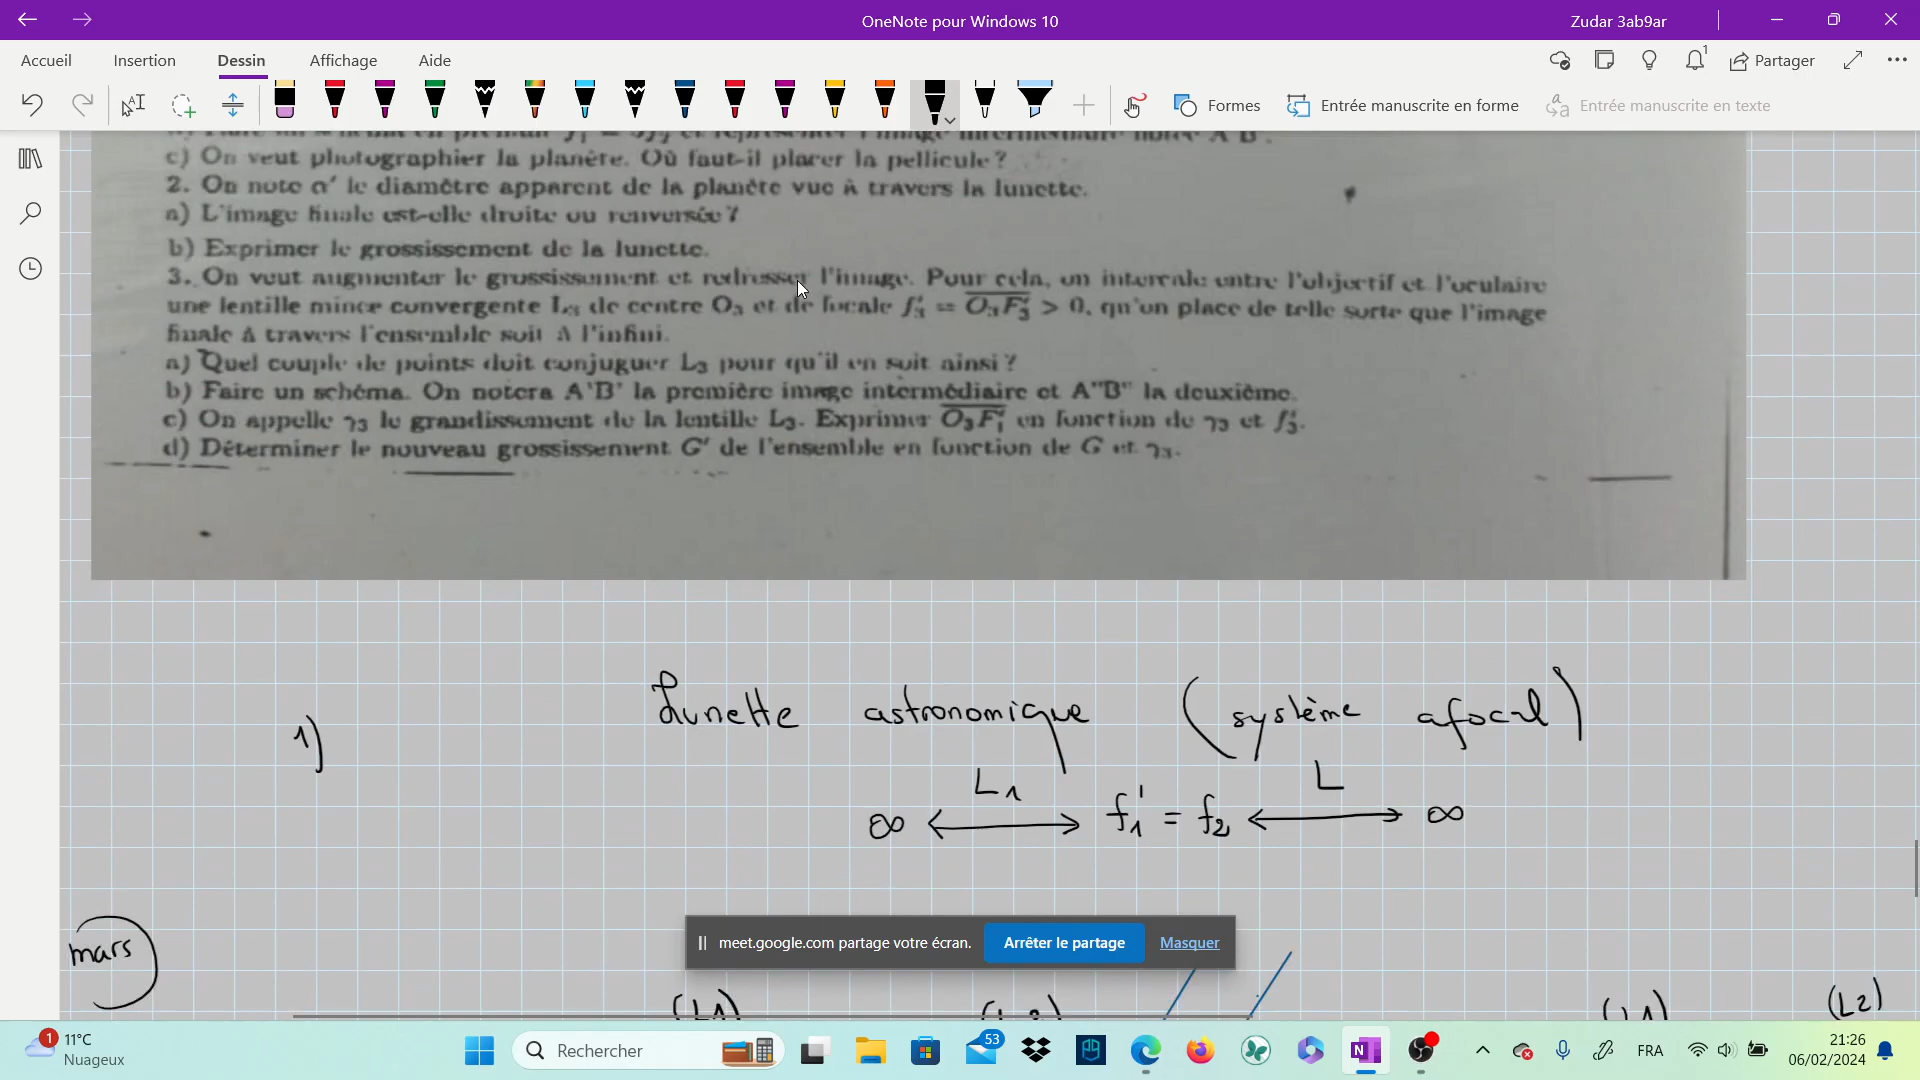 OneNote pour Windows 10
Zudar 3ab9ar
Accueil Insertion Dessin Affichage Aide
1
Partager
Formes
Entrée manuscrite en forme
Entrée manuscrite en texte
c) On veut photographier la planète. Où faut-il placer la pellicule ?
2. On note α' le diamètre apparent de la planète vue à travers la lunette.
a) L'image finale est-elle droite ou renversée ?
b) Exprimer le grossissement de la lunette.
3. On veut augmenter le grossissement et redresser l'image. Pour cela, on intercale entre l'objectif et l'oculaire
une lentille mince convergente L₃ de centre O₃ et de focale f₃' = O₃F₃' > 0, qu'on place de telle sorte que l'image
finale à travers l'ensemble soit à l'infini.
a) Quel couple de points doit conjuguer L₃ pour qu'il en soit ainsi ?
b) Faire un schéma. On notera A'B' la première image intermédiaire et A"B" la deuxième.
c) On appelle γ₃ le grandissement de la lentille L₃. Exprimer O₃F₁' en fonction de γ₃ et f₃'.
d) Déterminer le nouveau grossissement G' de l'ensemble en fonction de G et γ₃.
1) Lunette astronomique (système afocal)
L₁ L
∞ ⟷ f₁' = f₂ ⟷ ∞
mars
meet.google.com partage votre écran. Arrêter le partage Masquer
(L1) (L2)
1
11°C
Nuageux
Rechercher
53
FRA
21:26
06/02/2024